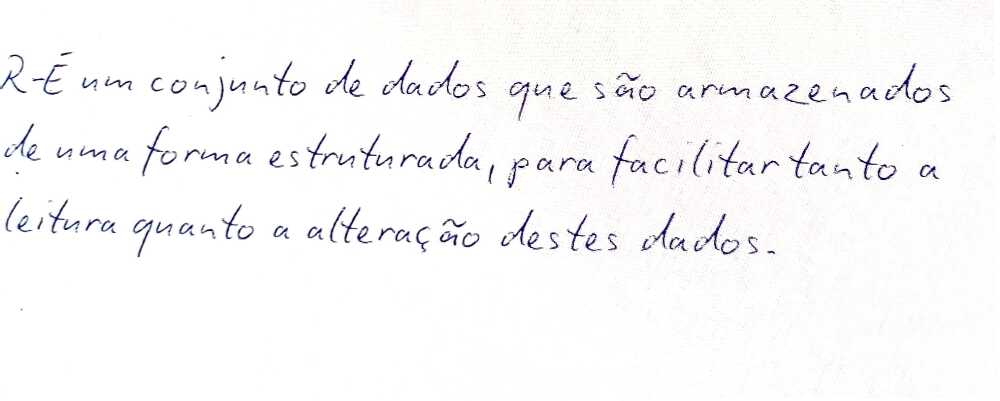 R-É um conjunto de dados que são armazenados
de uma forma estruturada, para facilitar tanto a
leitura quanto a alteração destes dados.